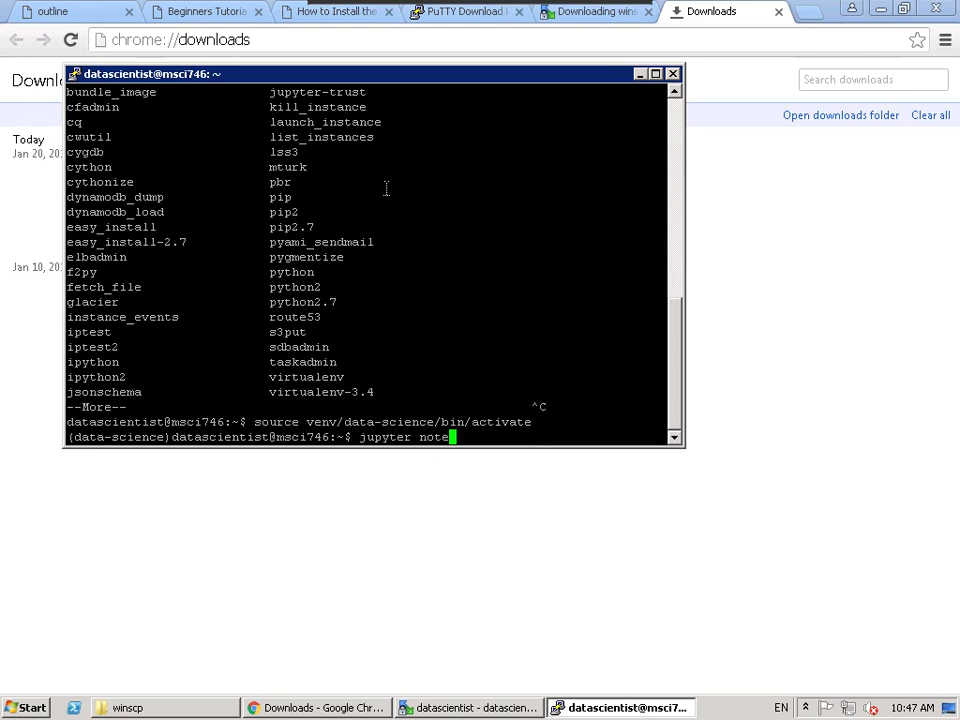 outline
Beginners Tutoria
How to Install the
PuTTY Download
Downloading wins
Downloads
chrome://downloads
Downlo
Search downloads
Open downloads folder
Clear all
Today
Jan 20, 20
Jan 10, 20
datascientist@msci746: ~
bundle_image jupyter-trust
cfadmin kill_instance
cq launch_instance
cwutil list_instances
cygdb lss3
cython mturk
cythonize pbr
dynamodb_dump pip
dynamodb_load pip2
easy_install pip2.7
easy_install-2.7 pyami_sendmail
elbadmin pygmentize
f2py python
fetch_file python2
glacier python2.7
instance_events route53
iptest s3put
iptest2 sdbadmin
ipython taskadmin
ipython2 virtualenv
jsonschema virtualenv-3.4
--More-- ^C
datascientist@msci746:~$ source venv/data-science/bin/activate
(data-science)datascientist@msci746:~$ jupyter note
Start
winscp
Downloads - Google Chr...
datascientist - datascien...
datascientist@msci7...
EN
10:47 AM